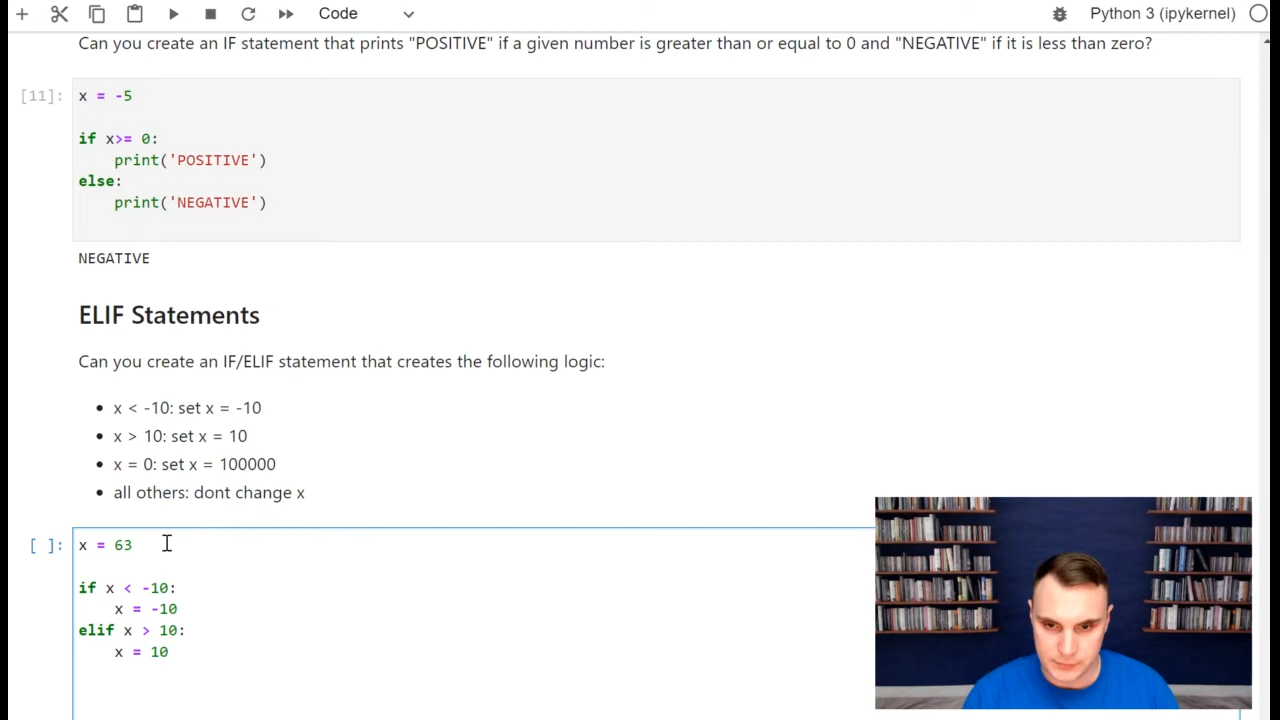 Code
Python 3 (ipykernel)
Can you create an IF statement that prints "POSITIVE" if a given number is greater than or equal to 0 and "NEGATIVE" if it is less than zero?
[11]: x = -5
if x>= 0:
    print('POSITIVE')
else:
    print('NEGATIVE')
NEGATIVE
ELIF Statements
Can you create an IF/ELIF statement that creates the following logic:
• x < -10: set x = -10
• x > 10: set x = 10
• x = 0: set x = 100000
• all others: dont change x
[ ]: x = 63
if x < -10:
    x = -10
elif x > 10:
    x = 10